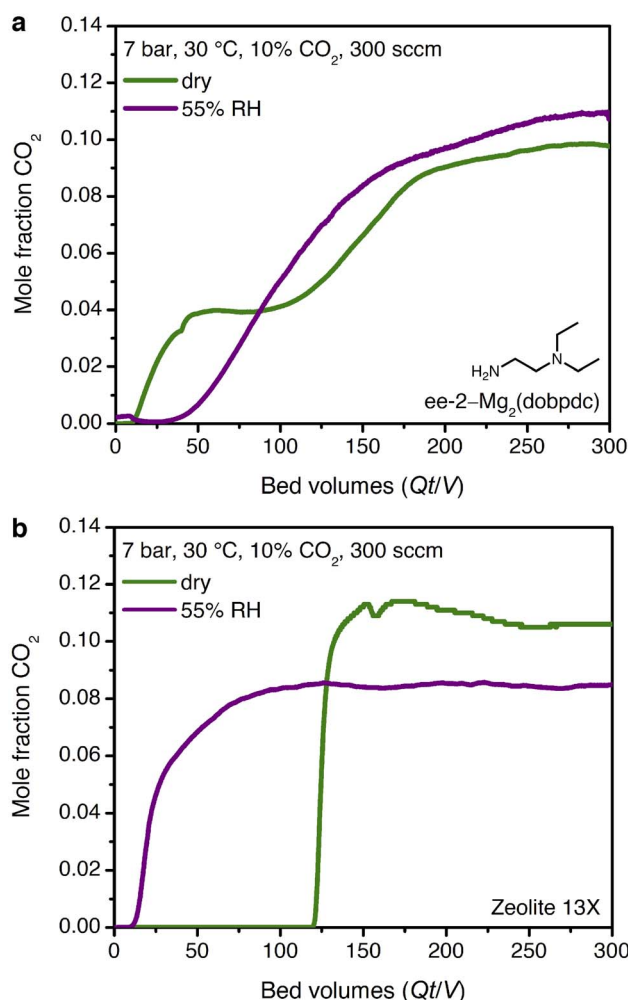 a
7 bar, 30 °C, 10% CO₂, 300 sccm
dry
55% RH
0.14
0.12
0.10
0.08
0.06
0.04
0.02
0.00
Mole fraction CO₂
H₂N
N
ee-2–Mg₂(dobpdc)
0 50 100 150 200 250 300
Bed volumes (Qt/V)
b
7 bar, 30 °C, 10% CO₂, 300 sccm
dry
55% RH
0.14
0.12
0.10
0.08
0.06
0.04
0.02
0.00
Mole fraction CO₂
Zeolite 13X
0 50 100 150 200 250 300
Bed volumes (Qt/V)